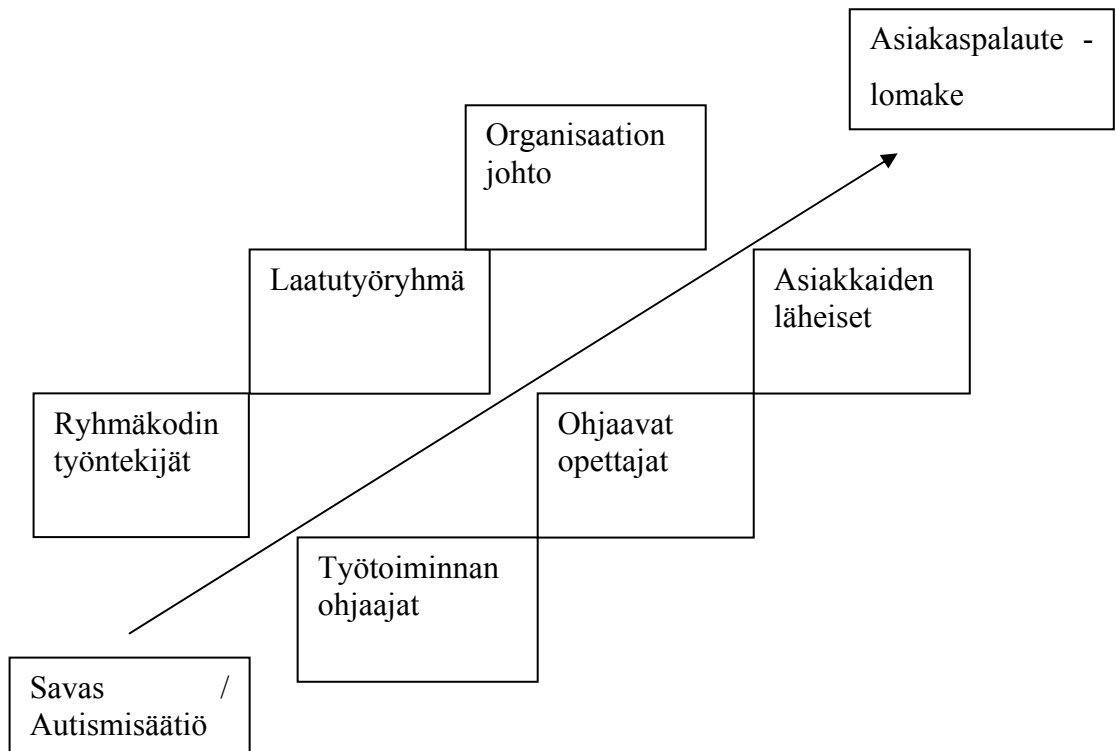 Asiakaspalaute -
lomake
Organisaation
johto
Laatutyöryhmä
Asiakkaiden
läheiset
Ryhmäkodin
työntekijät
Ohjaavat
opettajat
Työtoiminnan
ohjaajat
Savas /
Autismisäätiö